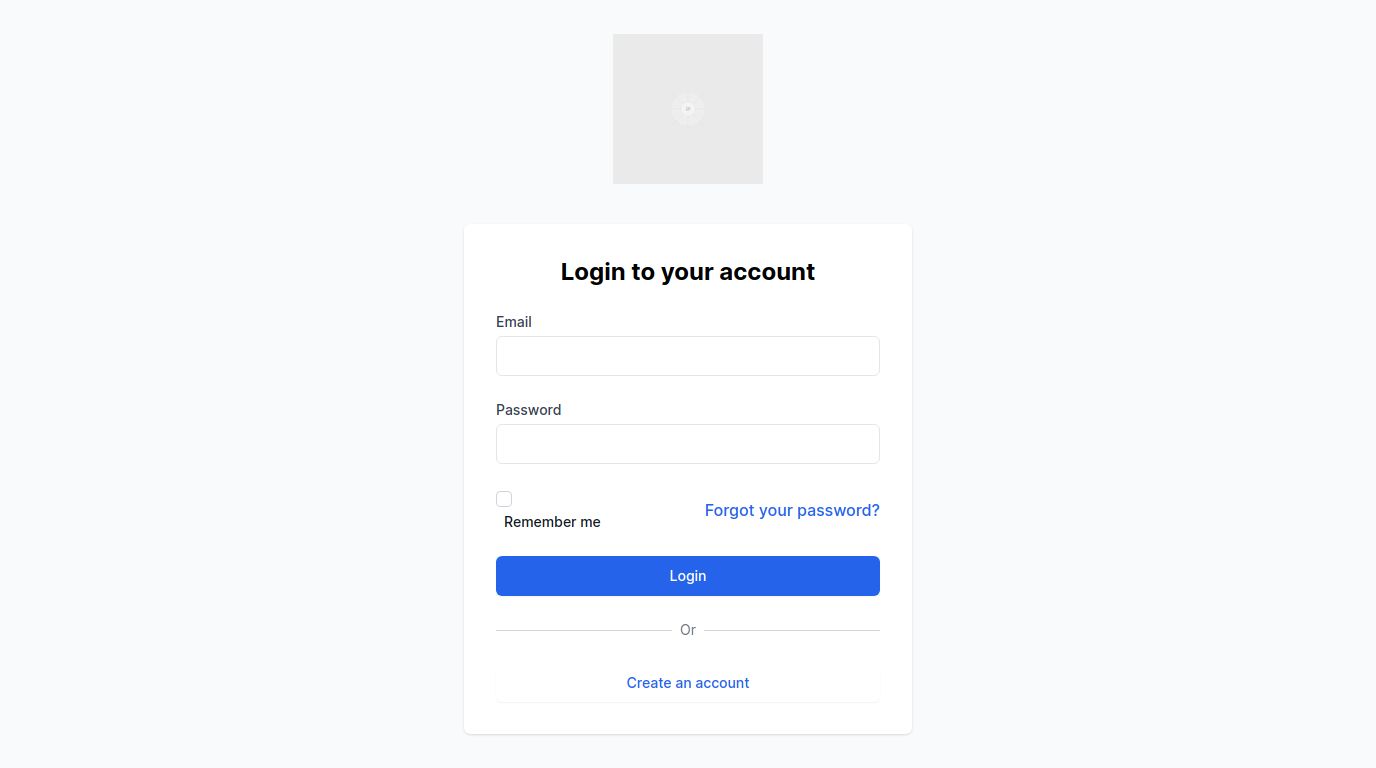 Login to your account
Email
Password
Remember me
Forgot your password?
Login
Or
Create an account